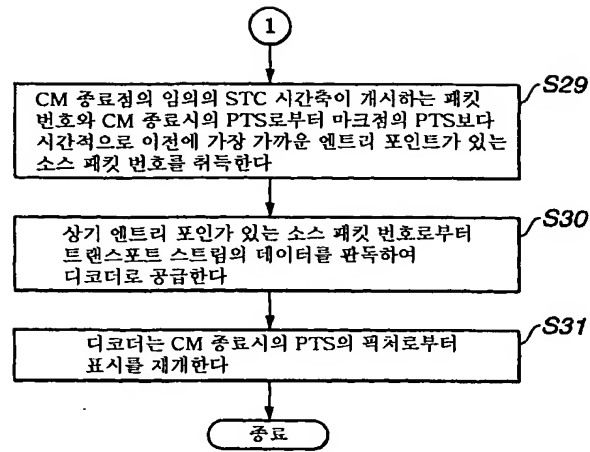 1
CM 종료점의 임의의 STC 시간축이 개시하는 패킷
번호와 CM 종료시의 PTS로부터 마크점의 PTS보다
시간적으로 이전에 가장 가까운 엔트리 포인트가 있는
소스 패킷 번호를 취득한다
S29
상기 엔트리 포인가 있는 소스 패킷 번호로부터
트랜스포트 스트림의 데이터를 판독하여
디코더로 공급한다
S30
디코더는 CM 종료시의 PTS의 픽처로부터
표시를 재개한다
S31
종료